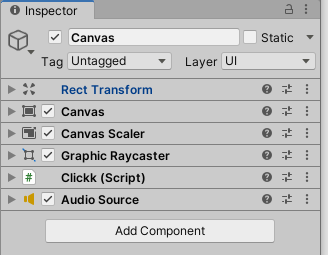 Inspector
Canvas
Static
Tag Untagged Layer UI
Rect Transform
Canvas
Canvas Scaler
Graphic Raycaster
Clickk (Script)
Audio Source
Add Component